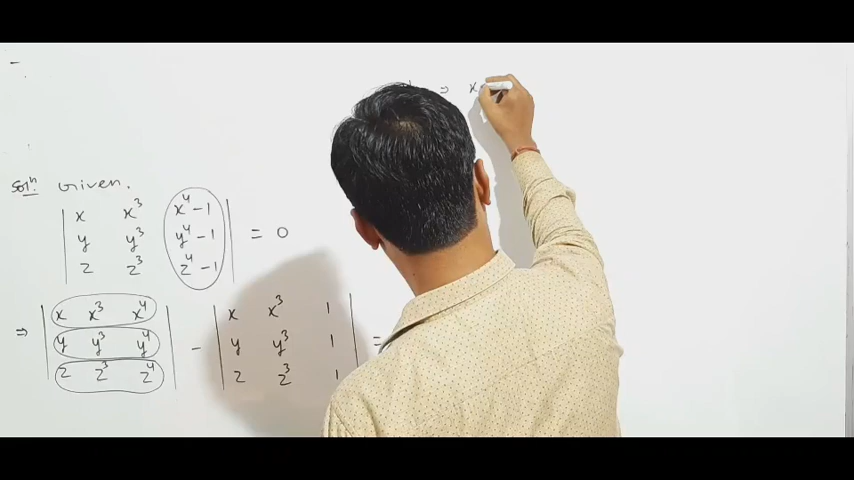 ⇒ x
Solⁿ. Given.
| x x³ x⁴-1 |
| y y³ y⁴-1 | = 0
| z z³ z⁴-1 |
⇒ | x x³ x⁴ | - | x x³ 1 |
| y y³ y⁴ | | y y³ 1 | =
| z z³ z⁴ | | z z³ 1